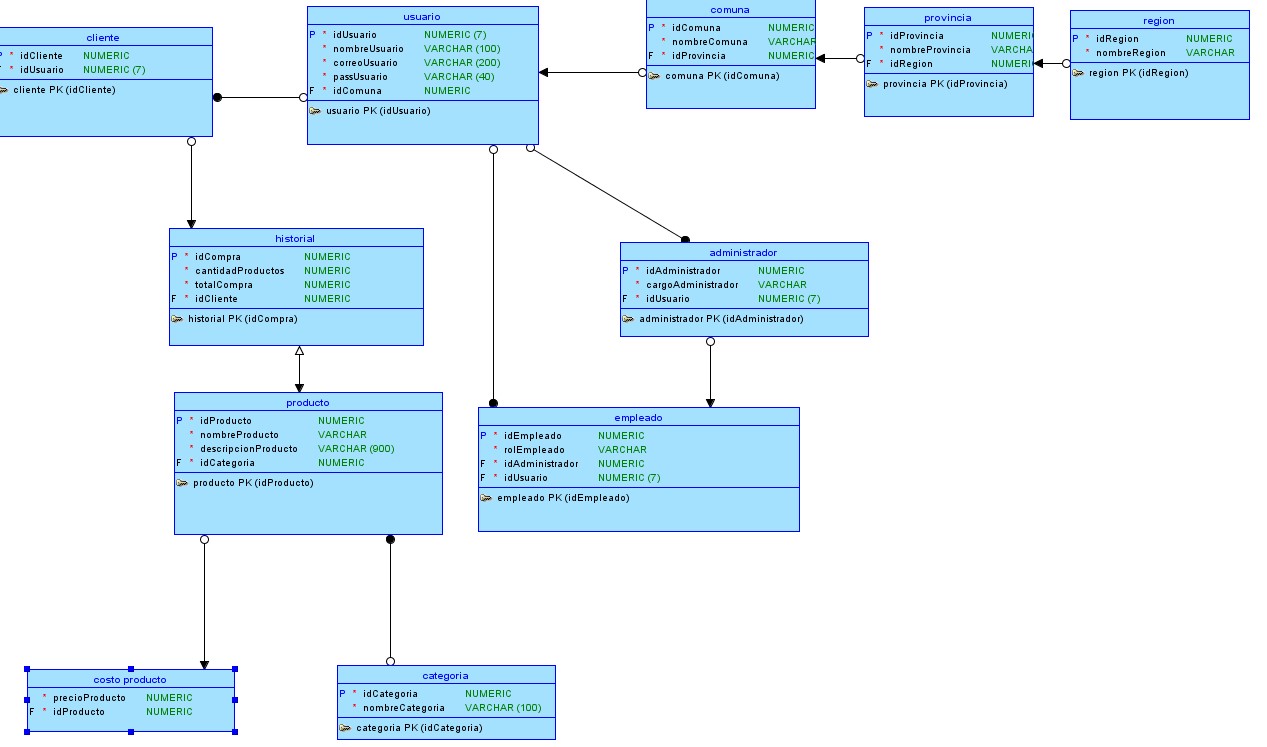 cliente
P * idCliente NUMERIC
F * idUsuario NUMERIC (7)
cliente PK (idCliente)
usuario
P * idUsuario NUMERIC (7)
* nombreUsuario VARCHAR (100)
* correoUsuario VARCHAR (200)
* passUsuario VARCHAR (40)
F * idComuna NUMERIC
usuario PK (idUsuario)
comuna
P * idComuna NUMERIC
* nombreComuna VARCHAR
F * idProvincia NUMERIC
comuna PK (idComuna)
provincia
P * idProvincia NUMERI
* nombreProvincia VARCHA
F * idRegion NUMERI
provincia PK (idProvincia)
region
P * idRegion NUMERIC
* nombreRegion VARCHAR
region PK (idRegion)
historial
P * idCompra NUMERIC
* cantidadProductos NUMERIC
* totalCompra NUMERIC
F * idCliente NUMERIC
historial PK (idCompra)
administrador
P * idAdministrador NUMERIC
* cargoAdministrador VARCHAR
F * idUsuario NUMERIC (7)
administrador PK (idAdministrador)
producto
P * idProducto NUMERIC
* nombreProducto VARCHAR
* descripcionProducto VARCHAR (900)
F * idCategoria NUMERIC
producto PK (idProducto)
empleado
P * idEmpleado NUMERIC
* rolEmpleado VARCHAR
F * idAdministrador NUMERIC
F * idUsuario NUMERIC (7)
empleado PK (idEmpleado)
costo producto
* precioProducto NUMERIC
F * idProducto NUMERIC
categoria
P * idCategoria NUMERIC
* nombreCategoria VARCHAR (100)
categoria PK (idCategoria)